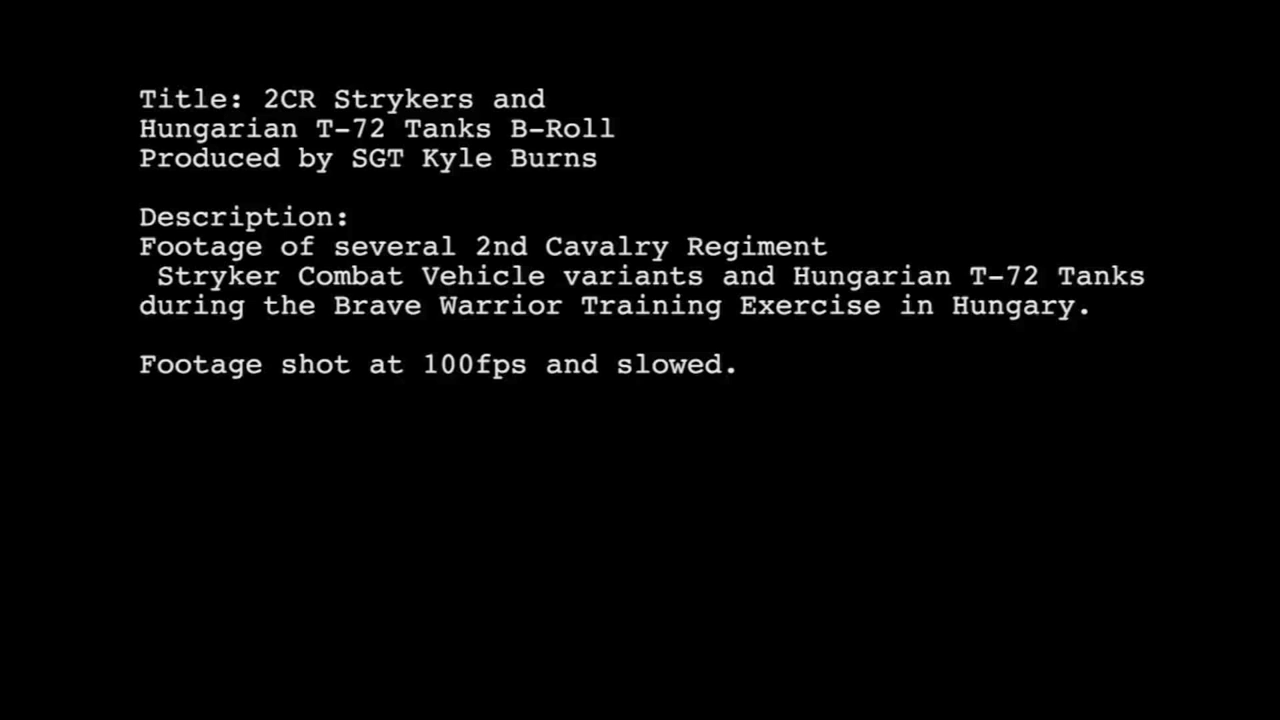 Title: 2CR Strykers and
Hungarian T-72 Tanks B-Roll
Produced by SGT Kyle Burns
Description:
Footage of several 2nd Cavalry Regiment
Stryker Combat Vehicle variants and Hungarian T-72 Tanks
during the Brave Warrior Training Exercise in Hungary.
Footage shot at 100fps and slowed.